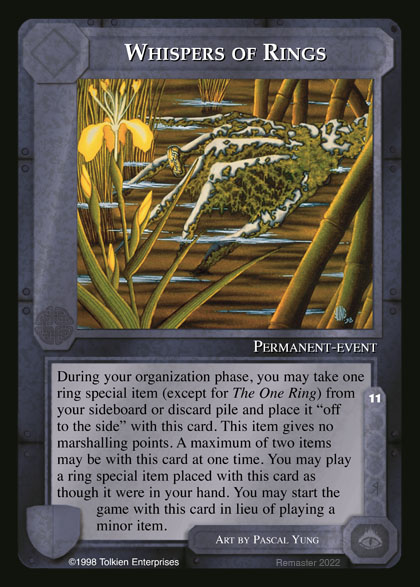 Whispers of Rings
Permanent-event
During your organization phase, you may take one
ring special item (except for The One Ring) from
your sideboard or discard pile and place it “off
to the side” with this card. This item gives no
marshalling points. A maximum of two items
may be with this card at one time. You may play
a ring special item placed with this card as
though it were in your hand. You may start the
game with this card in lieu of playing a
minor item.
11
Art by Pascal Yung
©1998 Tolkien Enterprises
Remaster 2022